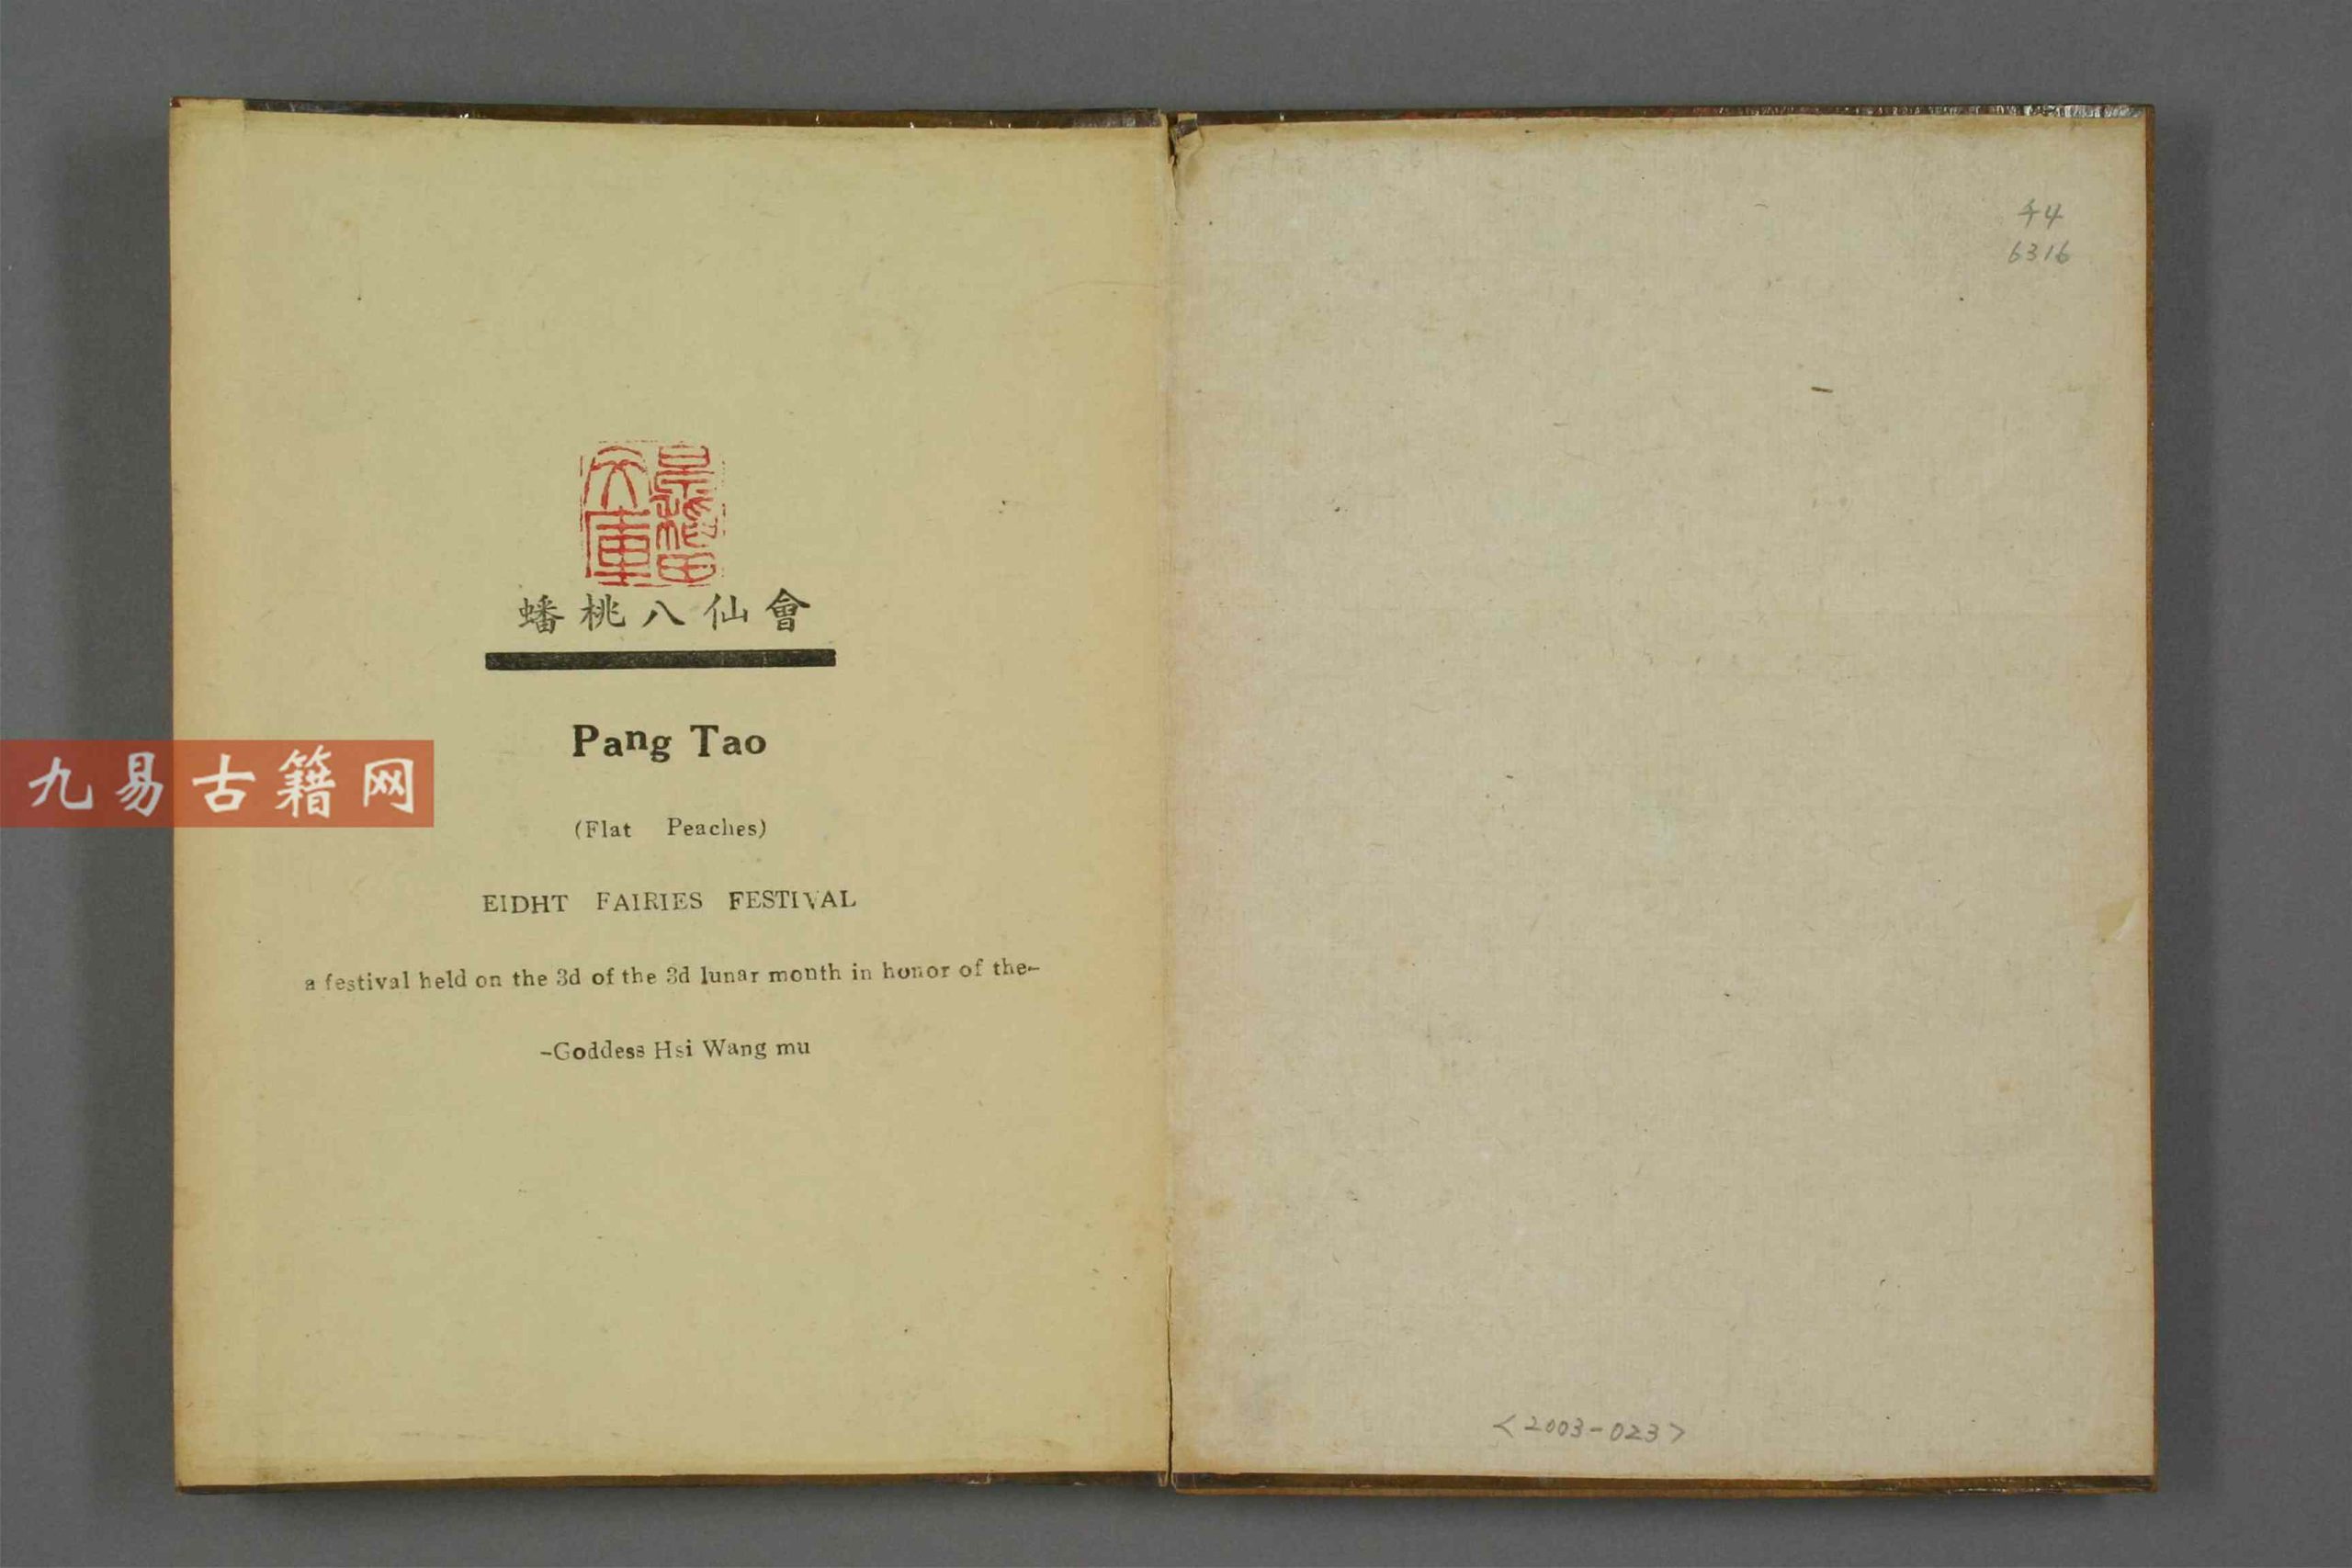 蟠桃八仙會
Pang Tao
(Flat Peaches)
EIDHT FAIRIES FESTIVAL
a festival held on the 3d of the 3d lunar month in honor of the-
-Goddess Hsi Wang mu
九易古籍网
6316
<2003-023>